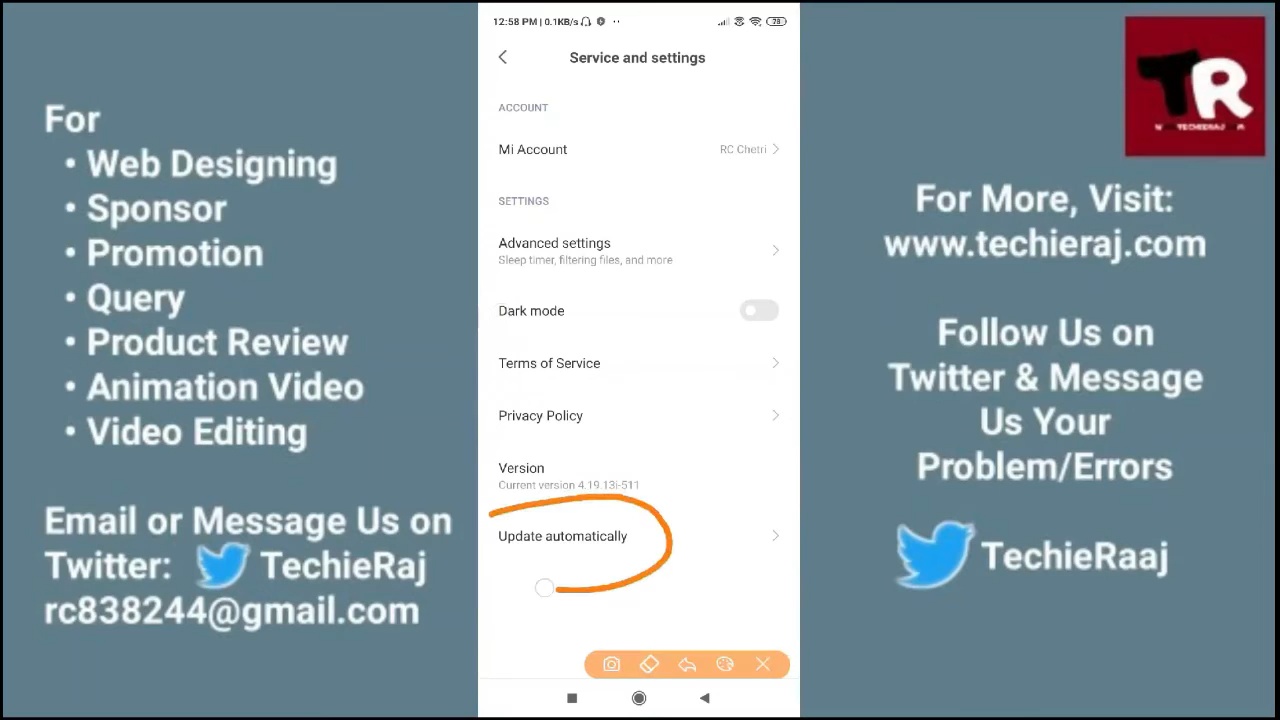 For
• Web Designing
• Sponsor
• Promotion
• Query
• Product Review
• Animation Video
• Video Editing
Email or Message Us on
Twitter: TechieRaj
rc838244@gmail.com
12:58 PM | 0.1KB/s
78
Service and settings
ACCOUNT
Mi Account
RC Chetri
SETTINGS
Advanced settings
Sleep timer, filtering files, and more
Dark mode
Terms of Service
Privacy Policy
Version
Current version 4.19.13i-511
Update automatically
TR
For More, Visit:
www.techieraj.com
Follow Us on
Twitter & Message
Us Your
Problem/Errors
TechieRaaj